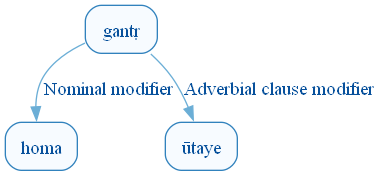 gantṛ
Nominal modifier Adverbial clause modifier
homa ūtaye